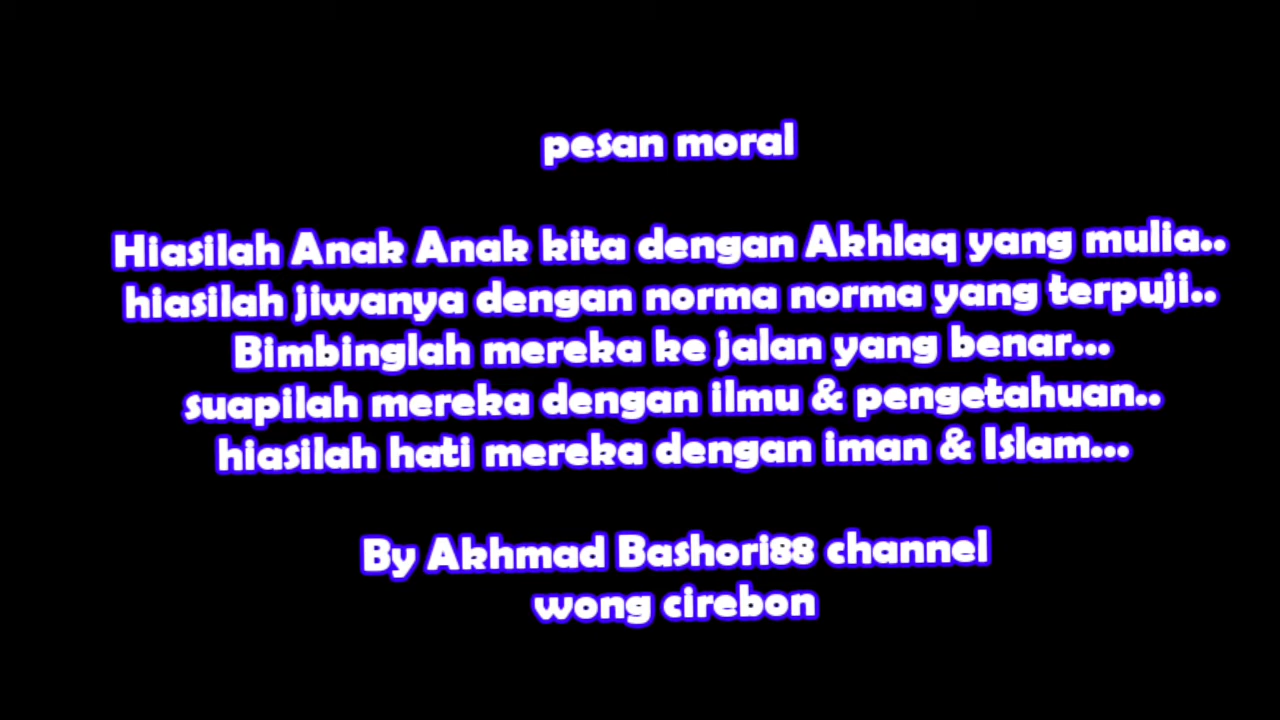 pesan moral
Hiasilah Anak Anak kita dengan Akhlaq yang mulia..
hiasilah jiwanya dengan norma norma yang terpuji..
Bimbinglah mereka ke jalan yang benar...
suapilah mereka dengan ilmu & pengetahuan..
hiasilah hati mereka dengan iman & Islam...
By Akhmad Bashori88 channel
wong cirebon